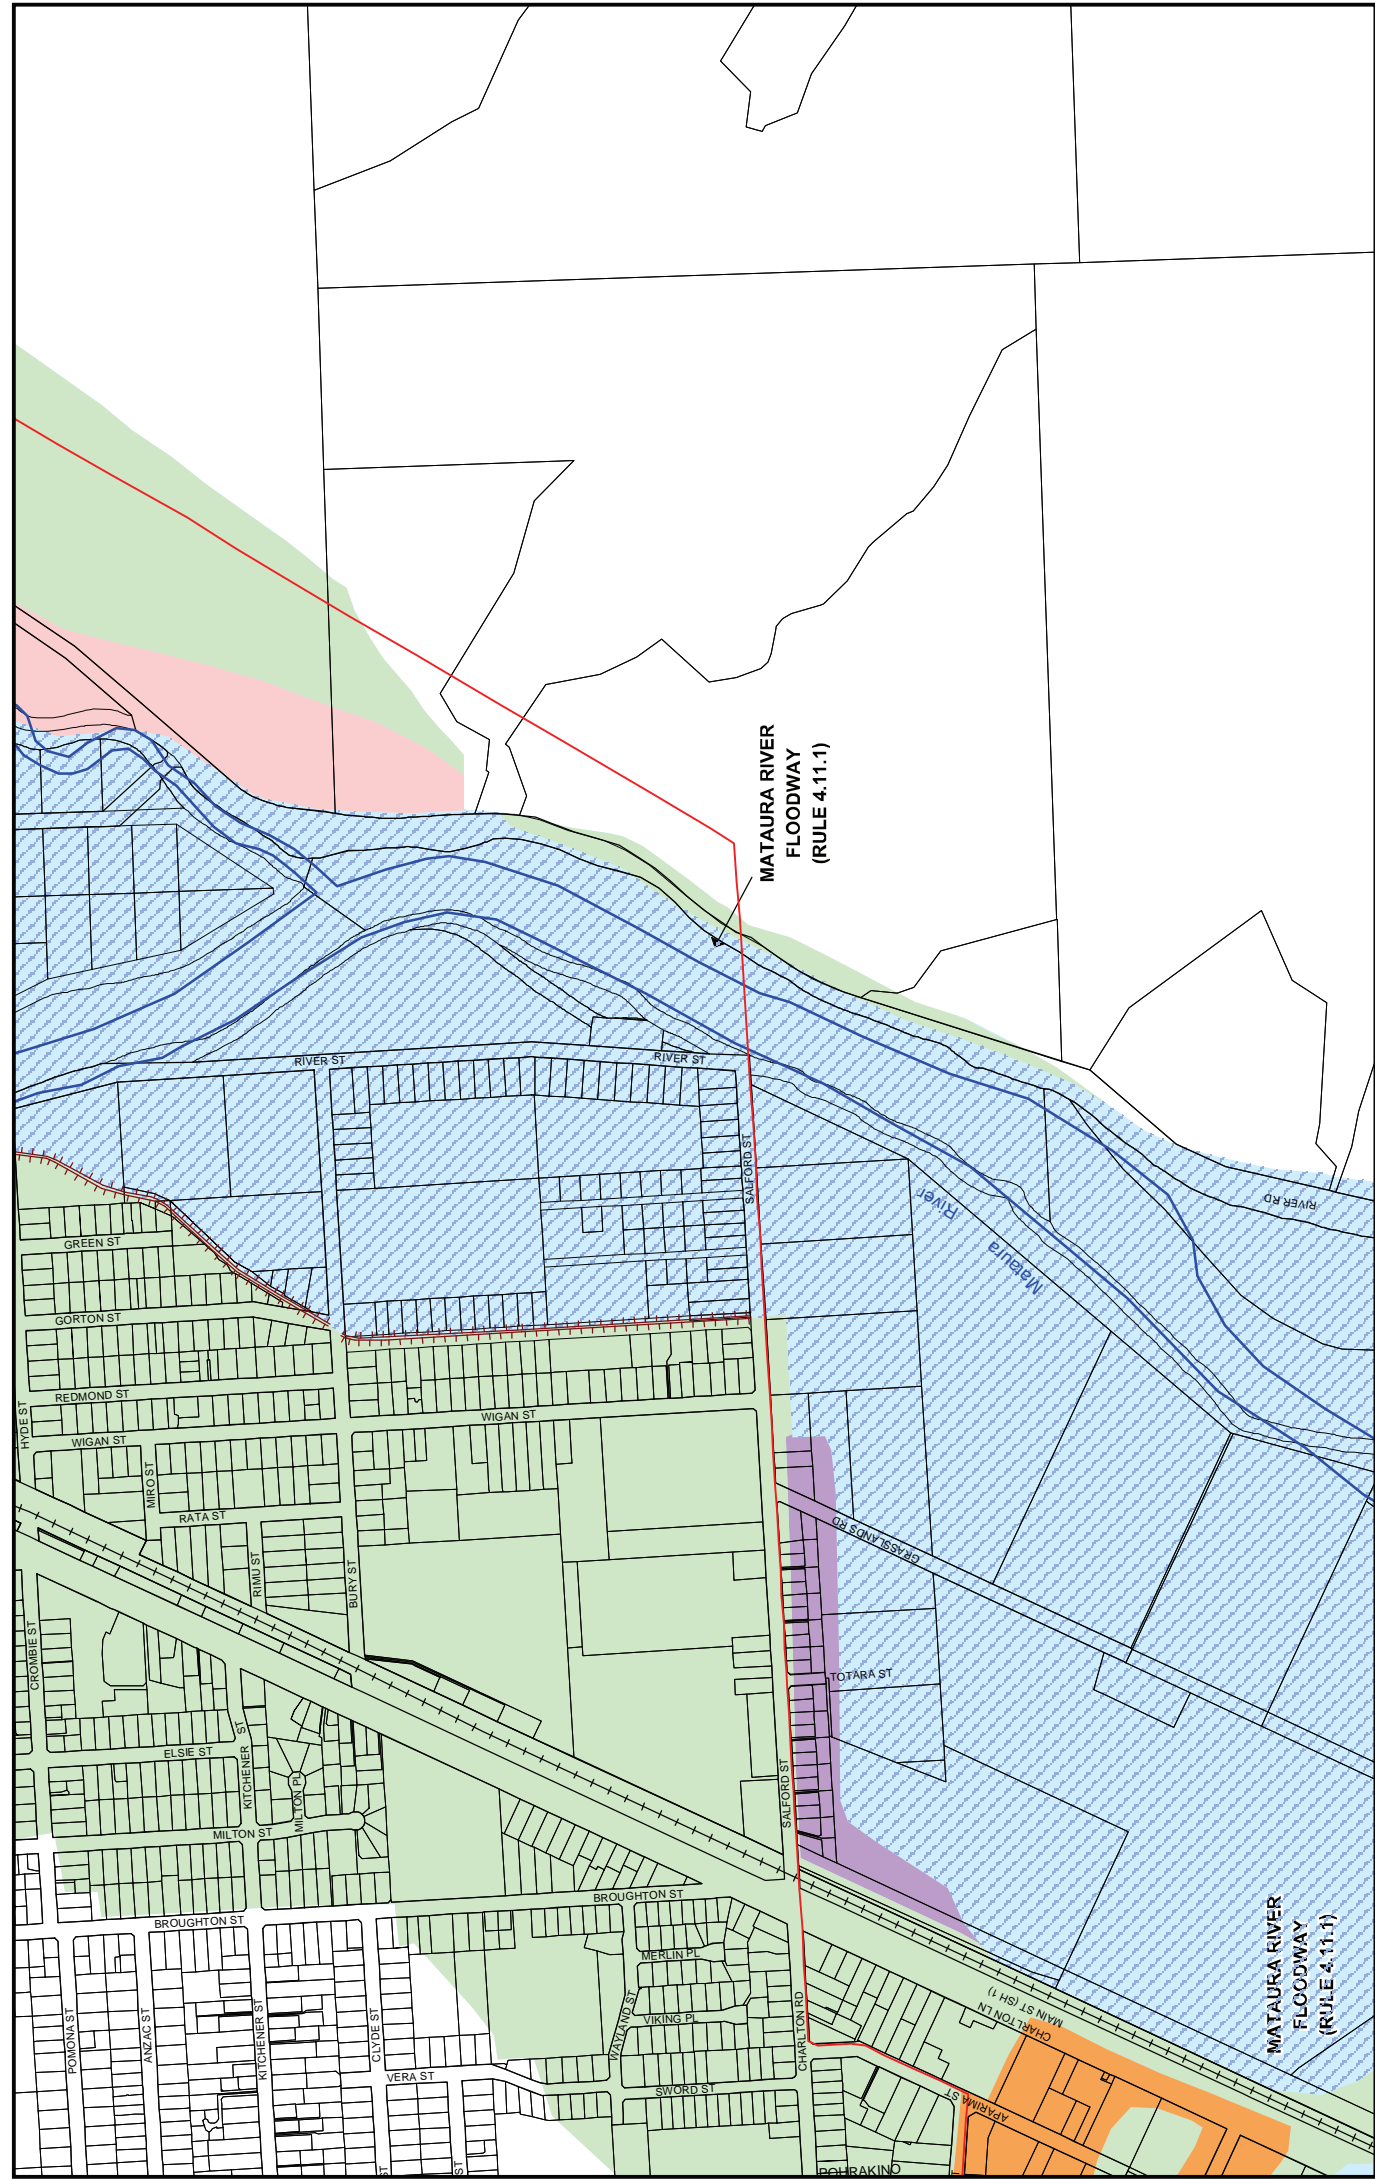 MATAURA RIVER
FLOODWAY
(RULE 4.11.1)
RIVER ST
RIVER ST
SALFORD ST
River
Mataura
RIVER RD
GREEN ST
GORTON ST
REDMOND ST
HYDE ST
WIGAN ST
WIGAN ST
MIRO ST
RATA ST
RIMU ST
BURY ST
GRASSLANDS RD
CROMBIE ST
TOTARA ST
ELSIE ST
KITCHENER ST
MILTON PL
MILTON ST
SALFORD ST
BROUGHTON ST
BROUGHTON ST
MERLIN PL
WAYLAND ST
VIKING PL
CHARLTON RD
MAIN ST (SH 1)
CHARLTON LN
POMONA ST
ANZAC ST
KITCHENER ST
CLYDE ST
VERA ST
SWORD ST
APARIMA ST
POURAKINO
ST
ST
ST
MATAURA RIVER
FLOODWAY
(RULE 4.11.1)